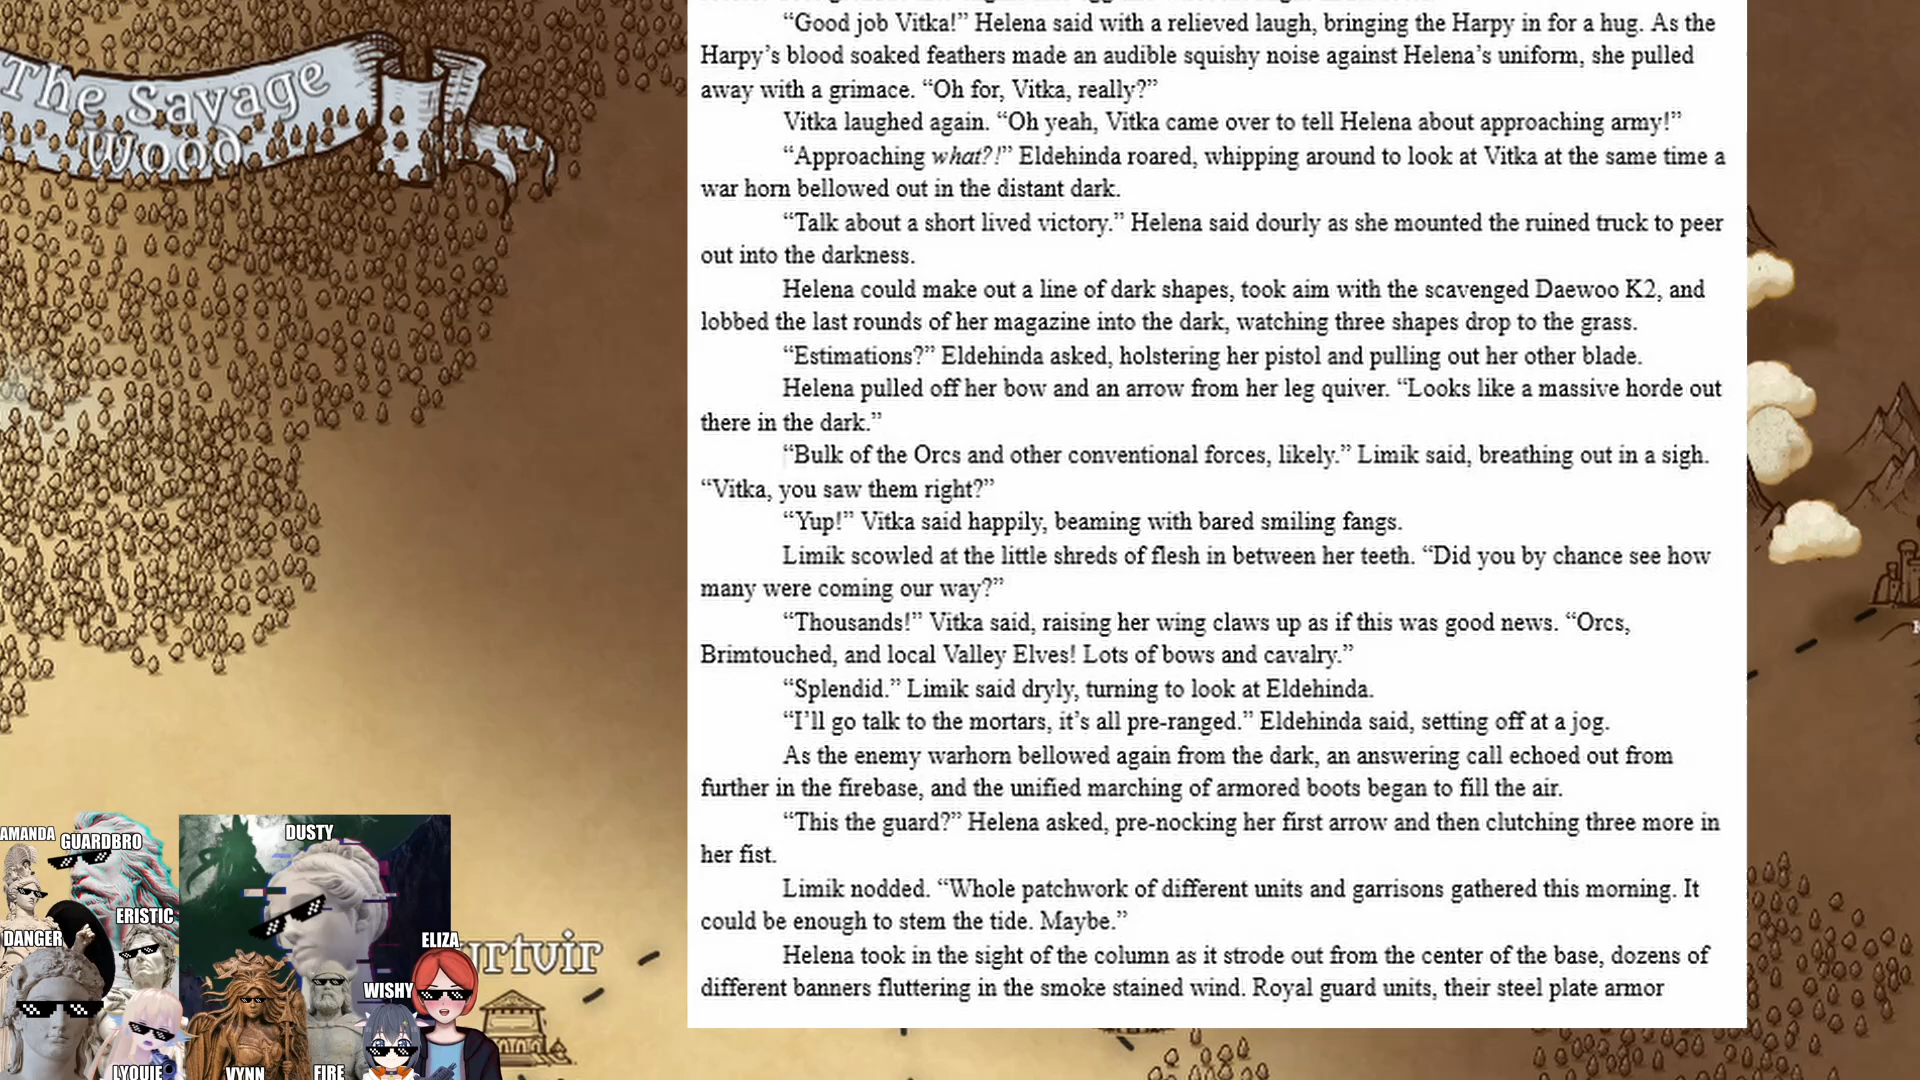 The Savage
Wood
“Good job Vitka!” Helena said with a relieved laugh, bringing the Harpy in for a hug. As the
Harpy’s blood soaked feathers made an audible squishy noise against Helena’s uniform, she pulled
away with a grimace. “Oh for, Vitka, really?”
Vitka laughed again. “Oh yeah, Vitka came over to tell Helena about approaching army!”
“Approaching what?!” Eldehinda roared, whipping around to look at Vitka at the same time a
war horn bellowed out in the distant dark.
“Talk about a short lived victory.” Helena said dourly as she mounted the ruined truck to peer
out into the darkness.
Helena could make out a line of dark shapes, took aim with the scavenged Daewoo K2, and
lobbed the last rounds of her magazine into the dark, watching three shapes drop to the grass.
“Estimations?” Eldehinda asked, holstering her pistol and pulling out her other blade.
Helena pulled off her bow and an arrow from her leg quiver. “Looks like a massive horde out
there in the dark.”
“Bulk of the Orcs and other conventional forces, likely.” Limik said, breathing out in a sigh.
“Vitka, you saw them right?”
“Yup!” Vitka said happily, beaming with bared smiling fangs.
Limik scowled at the little shreds of flesh in between her teeth. “Did you by chance see how
many were coming our way?”
“Thousands!” Vitka said, raising her wing claws up as if this was good news. “Orcs,
Brimtouched, and local Valley Elves! Lots of bows and cavalry.”
“Splendid.” Limik said dryly, turning to look at Eldehinda.
“I’ll go talk to the mortars, it’s all pre-ranged.” Eldehinda said, setting off at a jog.
As the enemy warhorn bellowed again from the dark, an answering call echoed out from
further in the firebase, and the unified marching of armored boots began to fill the air.
“This the guard?” Helena asked, pre-nocking her first arrow and then clutching three more in
her fist.
Limik nodded. “Whole patchwork of different units and garrisons gathered this morning. It
could be enough to stem the tide. Maybe.”
Helena took in the sight of the column as it strode out from the center of the base, dozens of
different banners fluttering in the smoke stained wind. Royal guard units, their steel plate armor
AMANDA
GUARDBRO
DUSTY
ERISTIC
DANGER
ELIZA
WISHY
LYQUIE
VYNN
FIRE